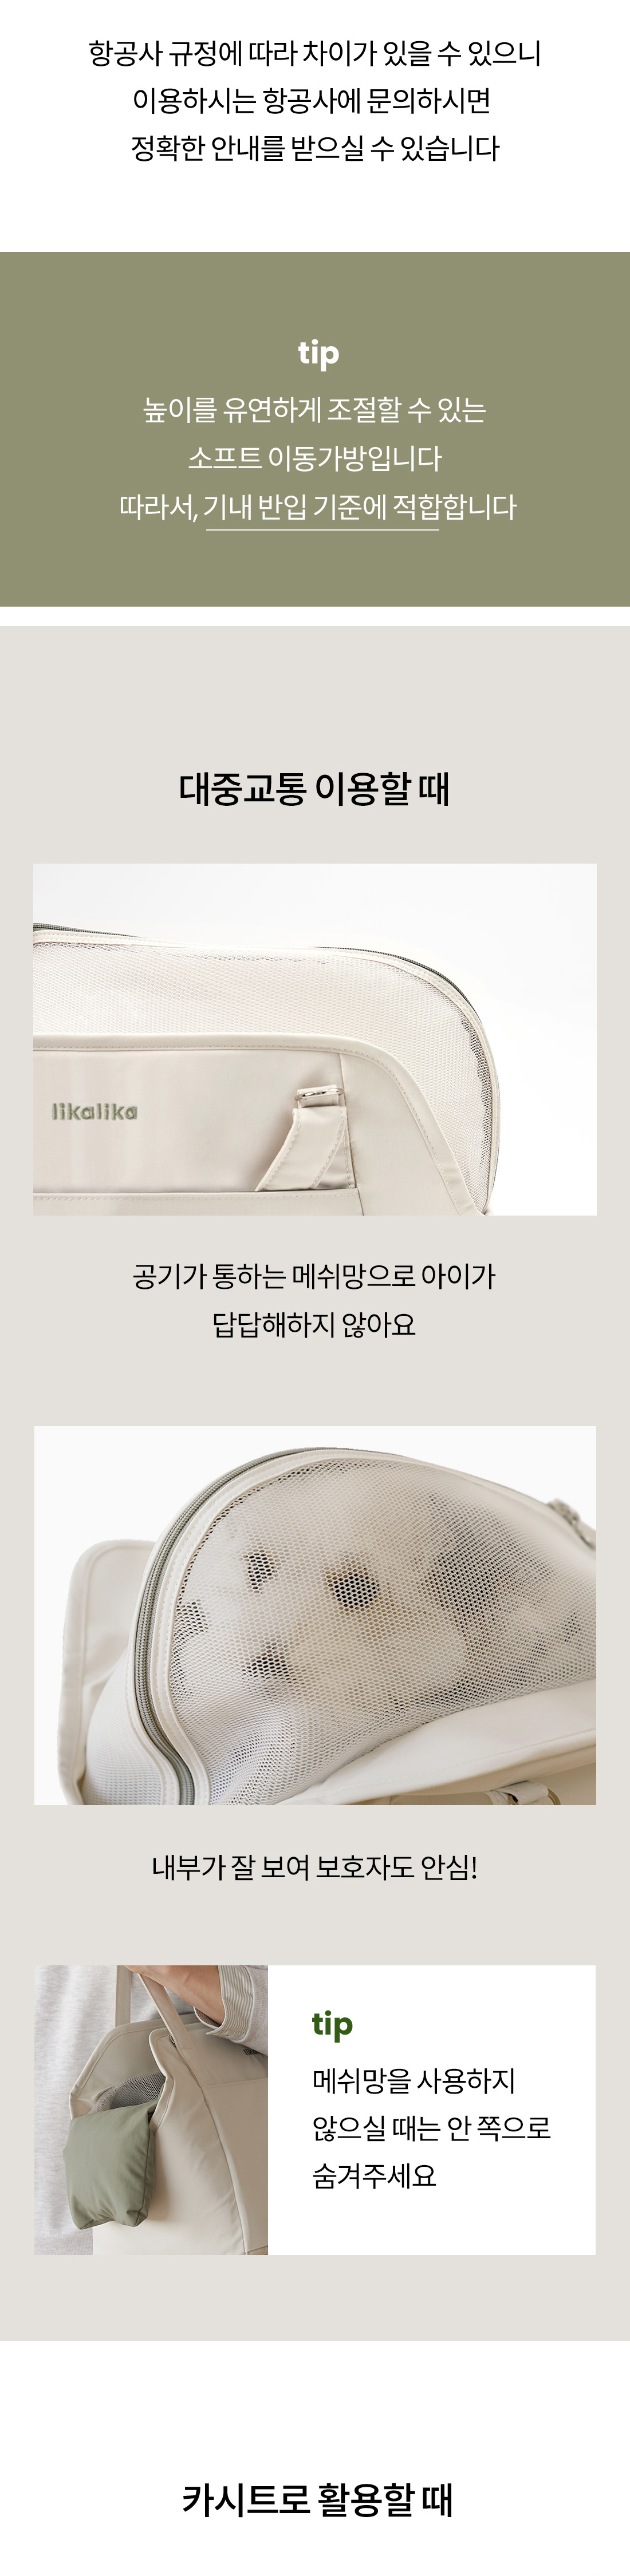 항공사 규정에 따라 차이가 있을 수 있으니
이용하시는 항공사에 문의하시면
정확한 안내를 받으실 수 있습니다
tip
높이를 유연하게 조절할 수 있는
소프트 이동가방입니다
따라서, 기내 반입 기준에 적합합니다
대중교통 이용할 때
likalika
공기가 통하는 메쉬망으로 아이가
답답해하지 않아요
내부가 잘 보여 보호자도 안심!
tip
메쉬망을 사용하지
않으실 때는 안 쪽으로
숨겨주세요
카시트로 활용할 때